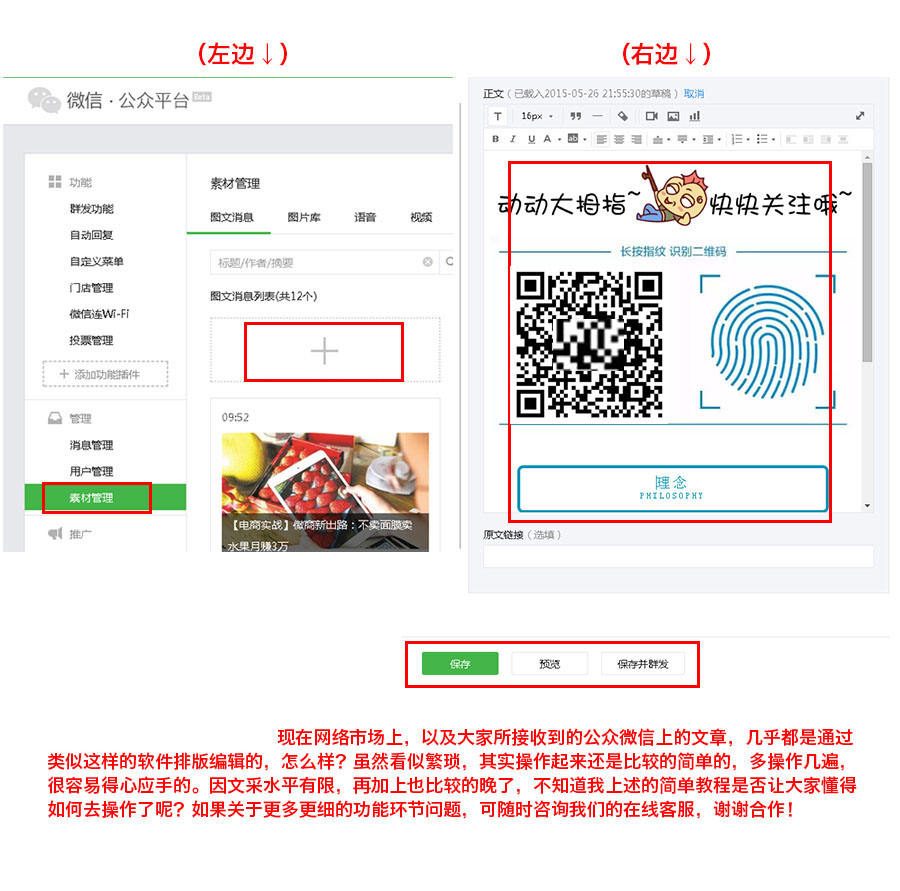 （左边↓）
（右边↓）
微信·公众平台 Beta
功能
群发功能
自动回复
自定义菜单
门店管理
微信连Wi-Fi
投票管理
+ 添加功能插件
管理
消息管理
用户管理
素材管理
推广
素材管理
图文消息 图片库 语音 视频
标题/作者/摘要
图文消息列表(共12个)
09:52
【电商实战】微商新出路：不卖面膜卖
水果月赚3万
正文（已载入2015-05-26 21:55:30的草稿）取消
T 16px
B I U A ab
动动大拇指~ 快快关注哦~
长按指纹 识别二维码
理念
PHILOSOPHY
原文链接（选填）
保存 预览 保存并群发
现在网络市场上，以及大家所接收到的公众微信上的文章，几乎都是通过
类似这样的软件排版编辑的，怎么样？虽然看似繁琐，其实操作起来还是比较的简单的，多操作几遍，
很容易得心应手的。因文采水平有限，再加上也比较的晚了，不知道我上述的简单教程是否让大家懂得
如何去操作了呢？如果关于更多更细的功能环节问题，可随时咨询我们的在线客服，谢谢合作！